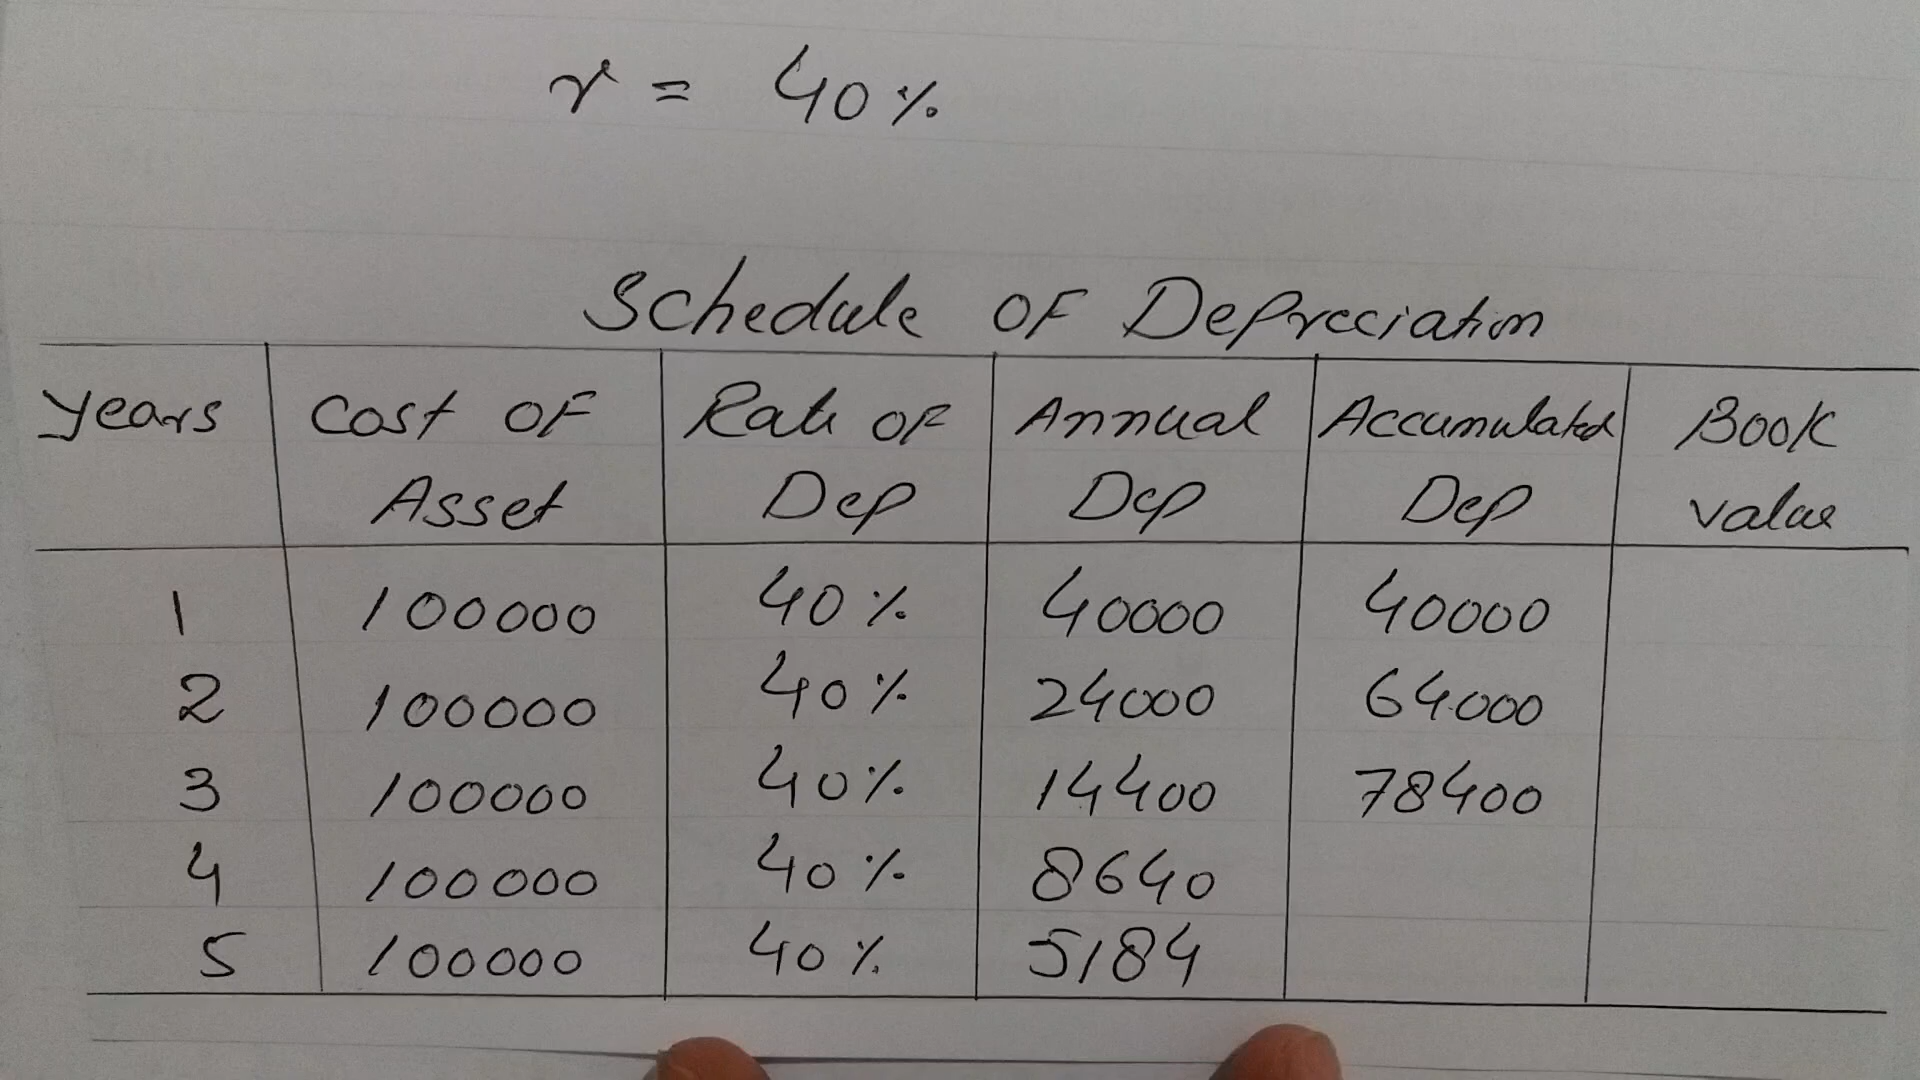 r = 40%
Schedule OF Depreciation
Years Cost OF Asset Rate OF Dep Annual Dep Accumulated Dep Book value
1 100000 40% 40000 40000
2 100000 40% 24000 64000
3 100000 40% 14400 78400
4 100000 40% 8640
5 100000 40% 5184